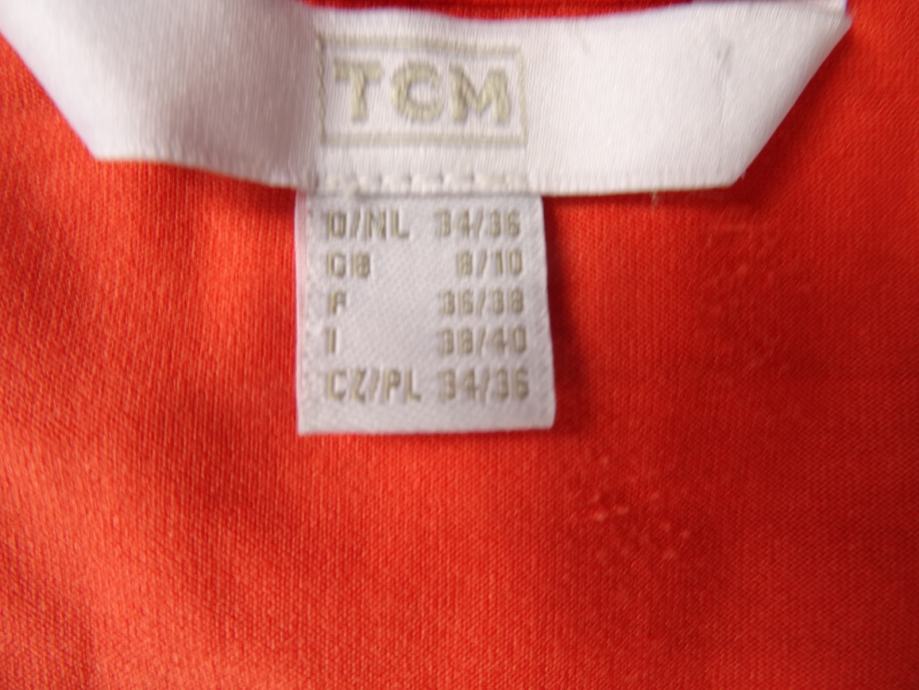 TCM
D/NL 34/36
GB 8/10
F 36/38
I 38/40
CZ/PL 34/36